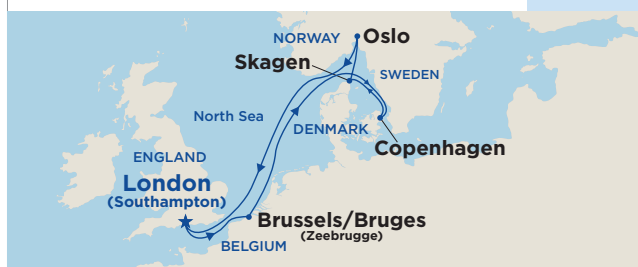 NORWAY
Oslo
Skagen
SWEDEN
North Sea
DENMARK
Copenhagen
ENGLAND
London
(Southampton)
Brussels/Bruges
(Zeebrugge)
BELGIUM